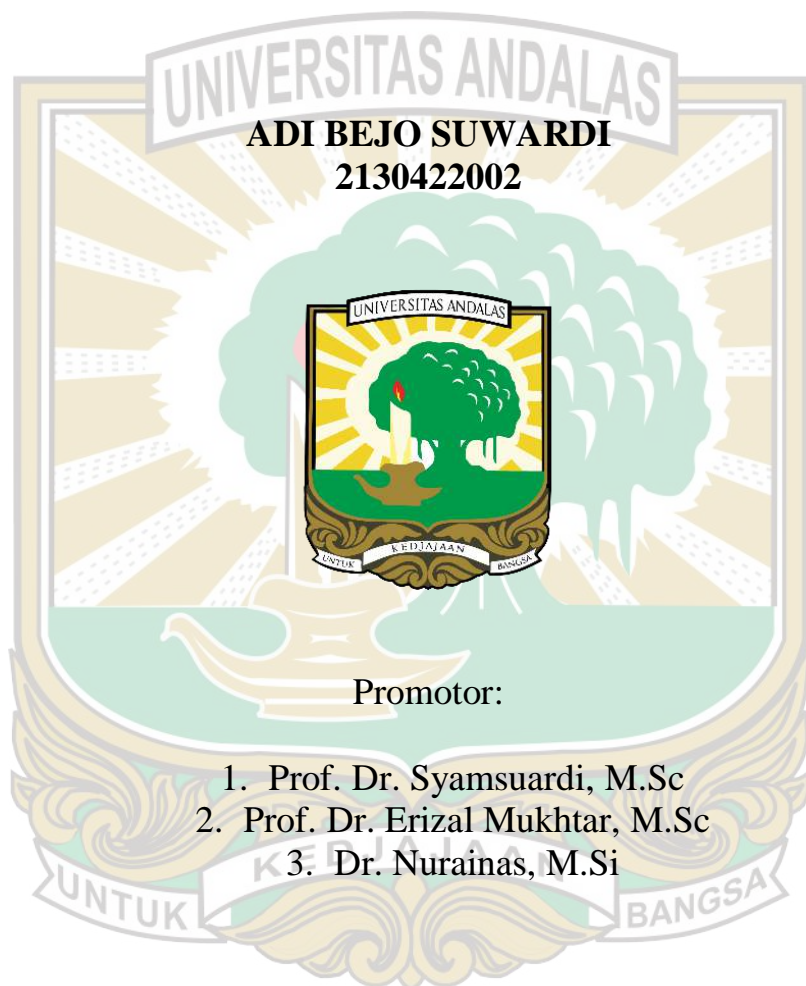 UNIVERSITAS ANDALAS
ADI BEJO SUWARDI
2130422002
UNIVERSITAS ANDALAS
KEDJAJAAN
UNTUK BANGSA
Promotor:
1. Prof. Dr. Syamsuardi, M.Sc
2. Prof. Dr. Erizal Mukhtar, M.Sc
3. Dr. Nurainas, M.Si
KEDJAJAAN
UNTUK BANGSA